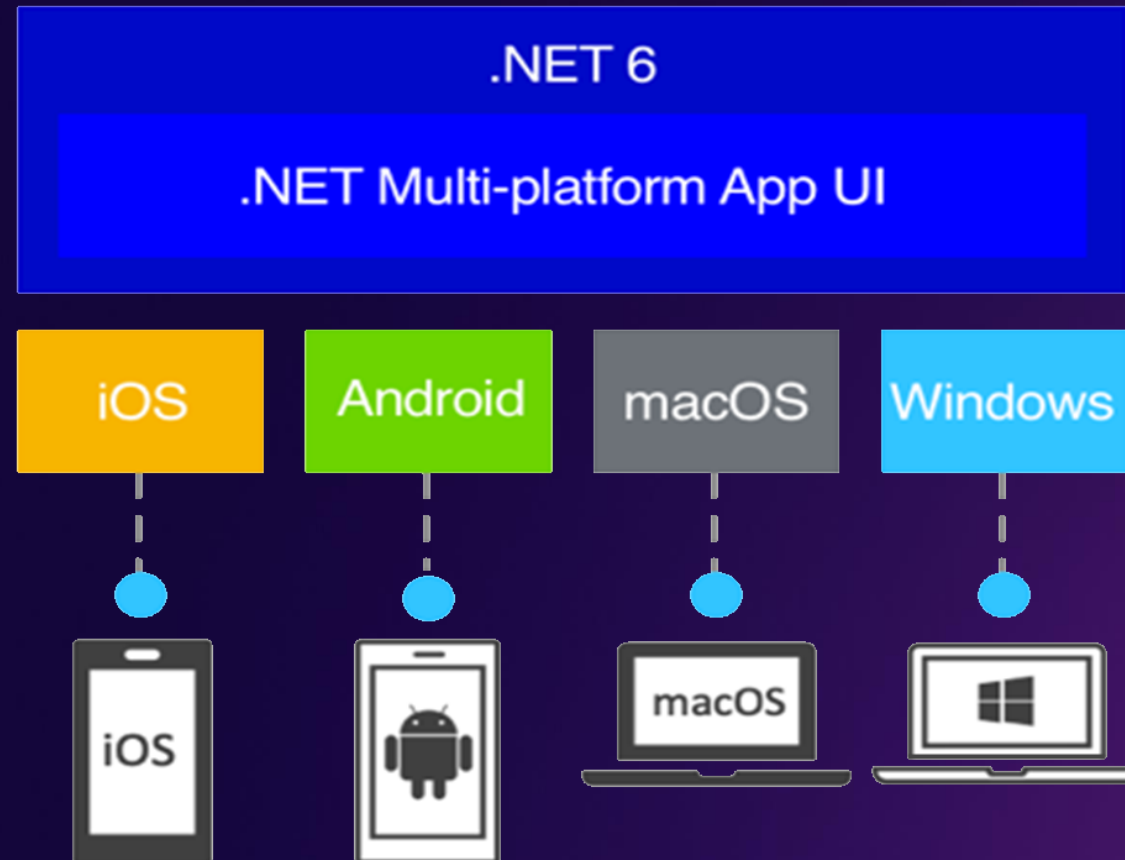 .NET 6
.NET Multi-platform App UI
iOS
Android
macOS
Windows
iOS
macOS